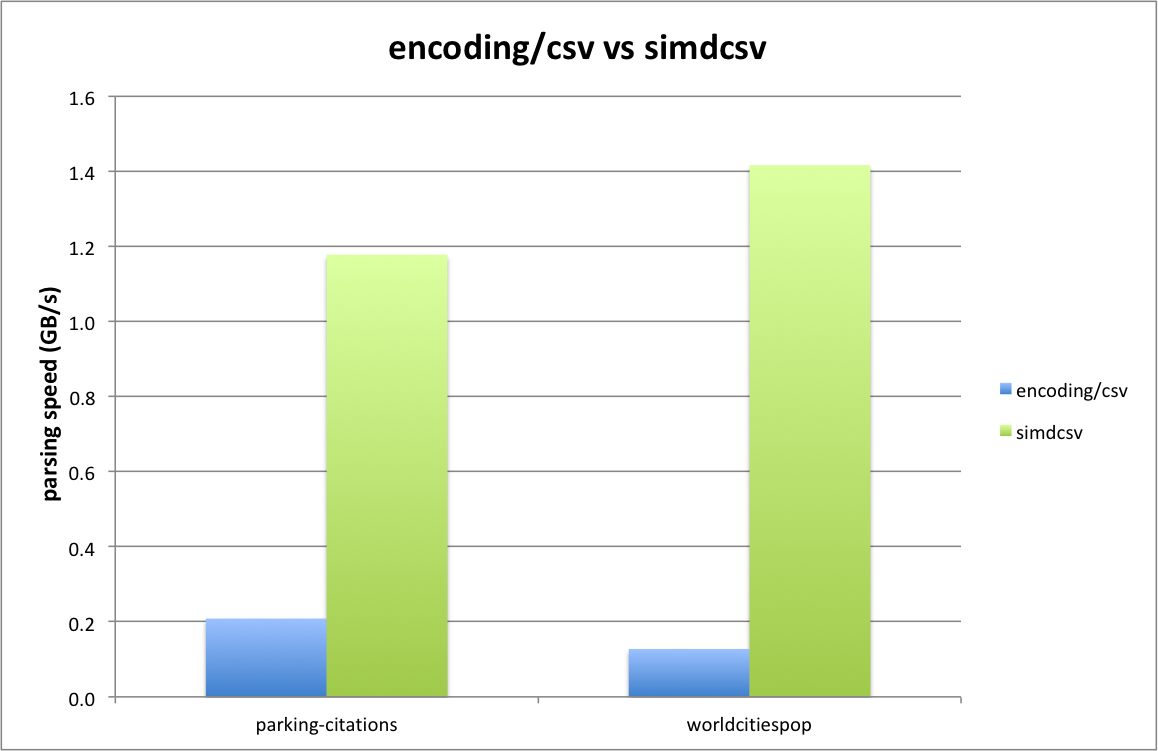 encoding/csv vs simdcsv
1.6
1.4
1.2
1.0
0.8
0.6
0.4
0.2
0.0
parsing speed (GB/s)
encoding/csv
simdcsv
parking-citations
worldcitiespop